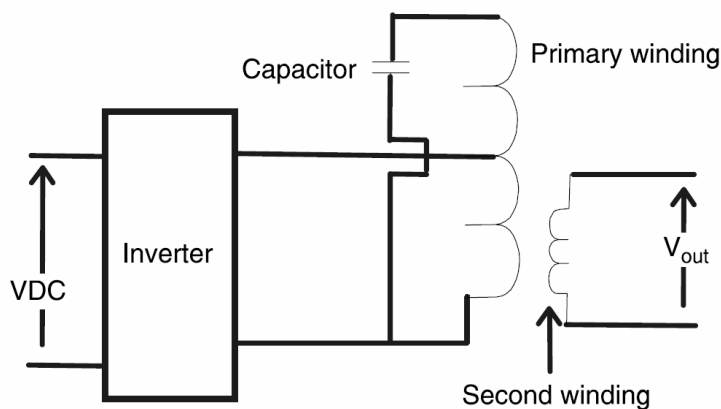 Primary winding
Capacitor
Inverter
VDC
Vout
Second winding